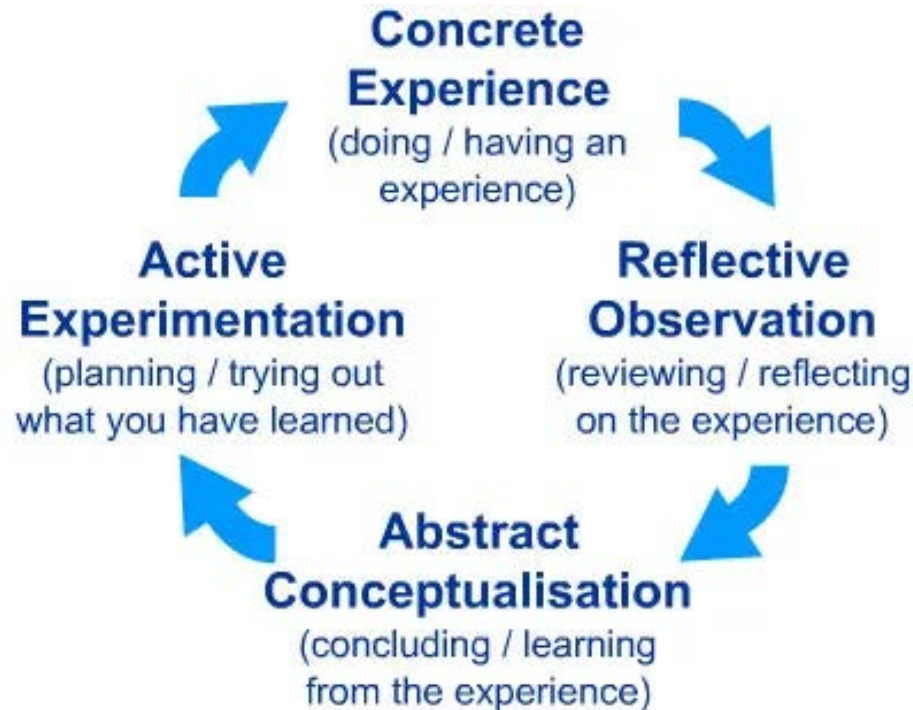 Concrete
Experience
(doing / having an
experience)
Reflective
Observation
(reviewing / reflecting
on the experience)
Abstract
Conceptualisation
(concluding / learning
from the experience)
Active
Experimentation
(planning / trying out
what you have learned)